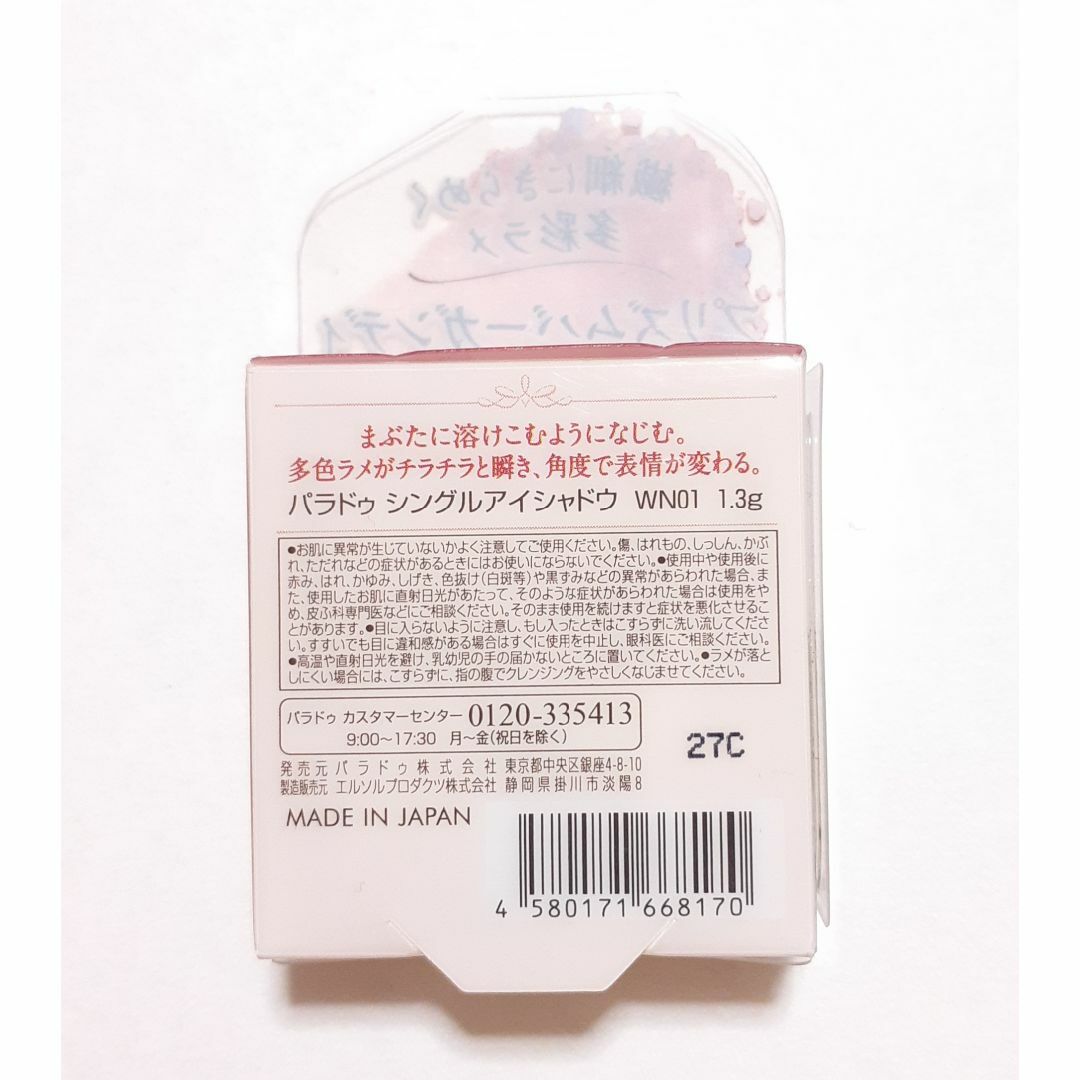 繊細にきらめく
多彩ラメ
プリズムバーガンディ
まぶたに溶けこむようになじむ。
多色ラメがチラチラと瞬き、角度で表情が変わる。
パラドゥ シングルアイシャドウ WN01 1.3g
●お肌に異常が生じていないかよく注意してご使用ください。傷、はれもの、しっしん、かぶ
れ、ただれなどの症状があるときにはお使いにならないでください。●使用中や使用後に
赤み、はれ、かゆみ、しげき、色抜け(白斑等)や黒ずみなどの異常があらわれた場合、ま
た、使用したお肌に直射日光があたって、そのような症状があらわれた場合は使用をや
め、皮ふ科専門医などにご相談ください。そのまま使用を続けますと症状を悪化させるこ
とがあります。●目に入らないように注意し、もし入ったときはこすらずに洗い流してくださ
い。すすいでも目に違和感がある場合はすぐに使用を中止し、眼科医にご相談ください。
●高温や直射日光を避け、乳幼児の手の届かないところに置いてください。●ラメが落と
しにくい場合には、こすらずに、指の腹でクレンジングをやさしくなじませてください。
パラドゥ カスタマーセンター 0120-335413
9:00～17:30 月～金(祝日を除く)
27C
発売元 パラドゥ株式会社 東京都中央区銀座4-8-10
製造販売元 エルソルプロダクツ株式会社 静岡県掛川市淡陽8
MADE IN JAPAN
4 580171 668170